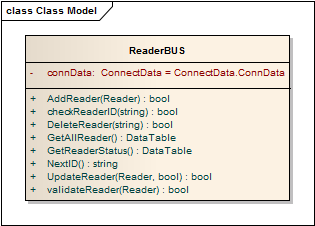 class Class Model
ReaderBUS
- connData: ConnectData = ConnectData.ConnData
+ AddReader(Reader) : bool
+ checkReaderID(string) : bool
+ DeleteReader(string) : bool
+ GetAllReader() : DataTable
+ GetReaderStatus() : DataTable
+ NextID() : string
+ UpdateReader(Reader, bool) : bool
+ validateReader(Reader) : bool